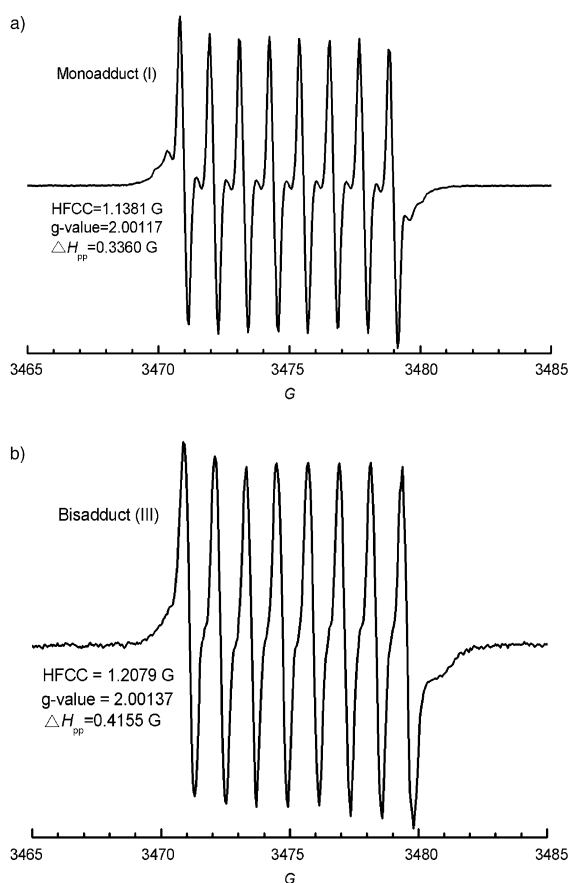 a)
Monoadduct (I)
HFCC=1.1381 G
g-value=2.00117
△Hpp=0.3360 G
3465 3470 3475 3480 3485
G
b)
Bisadduct (III)
HFCC = 1.2079 G
g-value = 2.00137
△Hpp=0.4155 G
3465 3470 3475 3480 3485
G